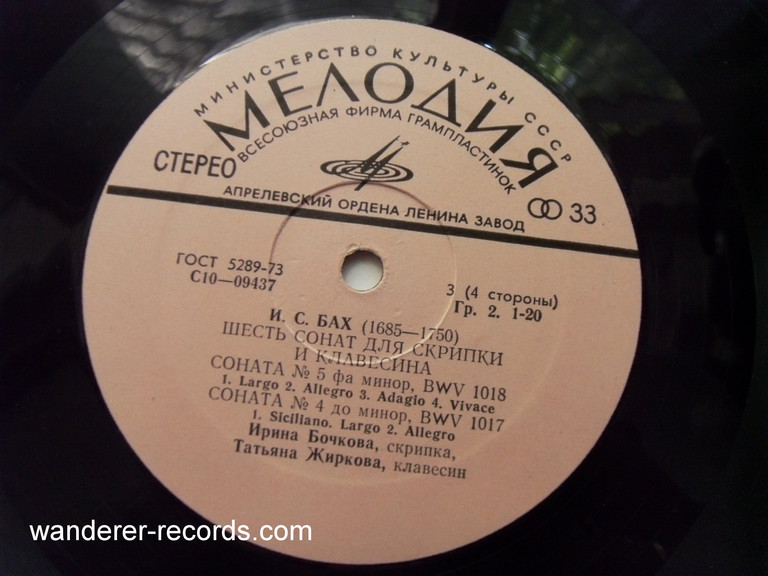 МИНИСТЕРСТВО КУЛЬТУРЫ СССР
МЕЛОДИЯ
ВСЕСОЮЗНАЯ ФИРМА ГРАМПЛАСТИНОК
СТЕРЕО
33
АПРЕЛЕВСКИЙ ОРДЕНА ЛЕНИНА ЗАВОД
ГОСТ 5289-73
С10—09437
3 (4 стороны)
Гр. 2. 1-20
И. С. БАХ (1685—1750)
ШЕСТЬ СОНАТ ДЛЯ СКРИПКИ
И КЛАВЕСИНА
СОНАТА № 5 фа минор, BWV 1018
1. Largo 2. Allegro 3. Adagio 4. Vivace
СОНАТА № 4 до минор, BWV 1017
1. Siciliano. Largo 2. Allegro
Ирина Бочкова, скрипка,
Татьяна Жиркова, клавесин
wanderer-records.com